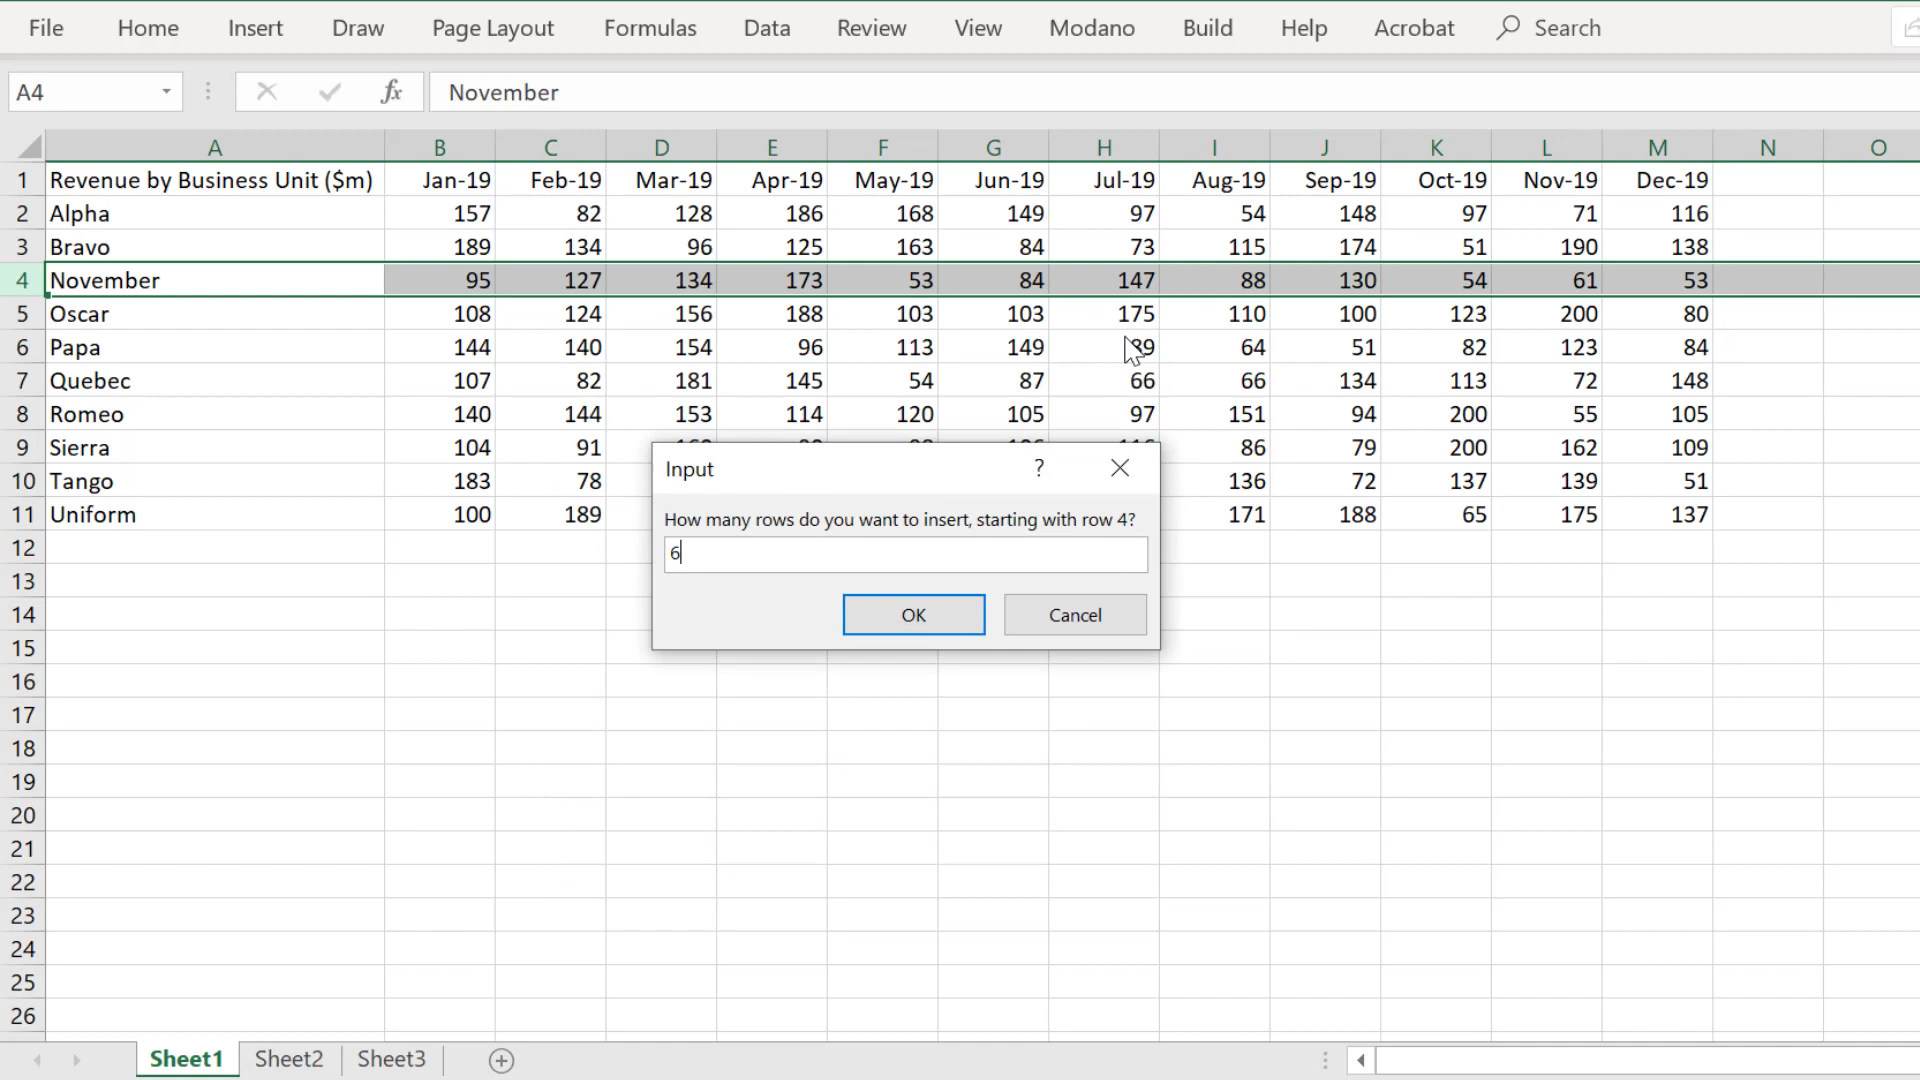 File Home Insert Draw Page Layout Formulas Data Review View Modano Build Help Acrobat Search
A4 fx November
A B C D E F G H I J K L M N O
1 Revenue by Business Unit ($m) Jan-19 Feb-19 Mar-19 Apr-19 May-19 Jun-19 Jul-19 Aug-19 Sep-19 Oct-19 Nov-19 Dec-19
2 Alpha 157 82 128 186 168 149 97 54 148 97 71 116
3 Bravo 189 134 96 125 163 84 73 115 174 51 190 138
4 November 95 127 134 173 53 84 147 88 130 54 61 53
5 Oscar 108 124 156 188 103 103 175 110 100 123 200 80
6 Papa 144 140 154 96 113 149 64 51 82 123 84
7 Quebec 107 82 181 145 54 87 66 66 134 113 72 148
8 Romeo 140 144 153 114 120 105 97 151 94 200 55 105
9 Sierra 104 91 86 79 200 162 109
10 Tango 183 78 136 72 137 139 51
11 Uniform 100 189 171 188 65 175 137
Input ?
How many rows do you want to insert, starting with row 4?
6
OK Cancel
12
13
14
15
16
17
18
19
20
21
22
23
24
25
26
Sheet1 Sheet2 Sheet3